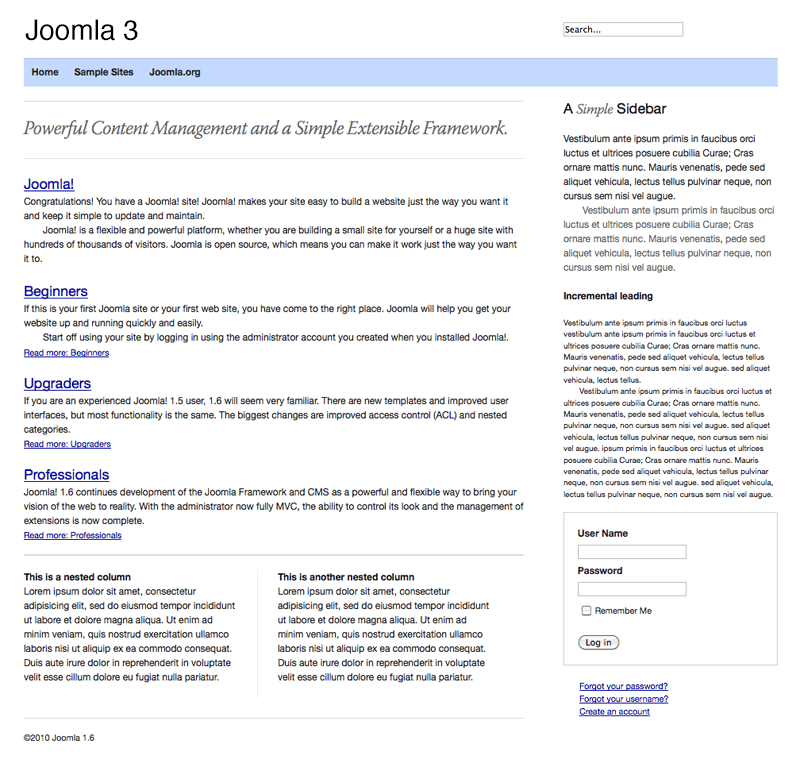 Joomla 3
Search...
Home Sample Sites Joomla.org
Powerful Content Management and a Simple Extensible Framework.
Joomla!
Congratulations! You have a Joomla! site! Joomla! makes your site easy to build a website just the way you want it
and keep it simple to update and maintain.
Joomla! is a flexible and powerful platform, whether you are building a small site for yourself or a huge site with
hundreds of thousands of visitors. Joomla is open source, which means you can make it work just the way you want
it to.
Beginners
If this is your first Joomla site or your first web site, you have come to the right place. Joomla will help you get your
website up and running quickly and easily.
Start off using your site by logging in using the administrator account you created when you installed Joomla!.
Read more: Beginners
Upgraders
If you are an experienced Joomla! 1.5 user, 1.6 will seem very familiar. There are new templates and improved user
interfaces, but most functionality is the same. The biggest changes are improved access control (ACL) and nested
categories.
Read more: Upgraders
Professionals
Joomla! 1.6 continues development of the Joomla Framework and CMS as a powerful and flexible way to bring your
vision of the web to reality. With the administrator now fully MVC, the ability to control its look and the management of
extensions is now complete.
Read more: Professionals
This is a nested column
Lorem ipsum dolor sit amet, consectetur
adipisicing elit, sed do eiusmod tempor incididunt
ut labore et dolore magna aliqua. Ut enim ad
minim veniam, quis nostrud exercitation ullamco
laboris nisi ut aliquip ex ea commodo consequat.
Duis aute irure dolor in reprehenderit in voluptate
velit esse cillum dolore eu fugiat nulla pariatur.
This is another nested column
Lorem ipsum dolor sit amet, consectetur
adipisicing elit, sed do eiusmod tempor incididunt
ut labore et dolore magna aliqua. Ut enim ad
minim veniam, quis nostrud exercitation ullamco
laboris nisi ut aliquip ex ea commodo consequat.
Duis aute irure dolor in reprehenderit in voluptate
velit esse cillum dolore eu fugiat nulla pariatur.
©2010 Joomla 1.6
A Simple Sidebar
Vestibulum ante ipsum primis in faucibus orci
luctus et ultrices posuere cubilia Curae; Cras
ornare mattis nunc. Mauris venenatis, pede sed
aliquet vehicula, lectus tellus pulvinar neque, non
cursus sem nisi vel augue.
Vestibulum ante ipsum primis in faucibus orci
luctus et ultrices posuere cubilia Curae; Cras
ornare mattis nunc. Mauris venenatis, pede sed
aliquet vehicula, lectus tellus pulvinar neque, non
cursus sem nisi vel augue.
Incremental leading
Vestibulum ante ipsum primis in faucibus orci luctus
vestibulum ante ipsum primis in faucibus orci luctus et
ultrices posuere cubilia Curae; Cras ornare mattis nunc.
Mauris venenatis, pede sed aliquet vehicula, lectus tellus
pulvinar neque, non cursus sem nisi vel augue. sed aliquet
vehicula, lectus tellus.
Vestibulum ante ipsum primis in faucibus orci luctus et
ultrices posuere cubilia Curae; Cras ornare mattis nunc.
Mauris venenatis, pede sed aliquet vehicula, lectus tellus
pulvinar neque, non cursus sem nisi vel augue. sed aliquet
vehicula, lectus tellus pulvinar neque, non cursus sem nisi
vel augue. ipsum primis in faucibus orci luctus et ultrices
posuere cubilia Curae; Cras ornare mattis nunc. Mauris
venenatis, pede sed aliquet vehicula, lectus tellus pulvinar
neque, non cursus sem nisi vel augue. sed aliquet vehicula,
lectus tellus pulvinar neque, non cursus sem nisi vel augue.
User Name
Password
Remember Me
Log in
Forgot your password?
Forgot your username?
Create an account